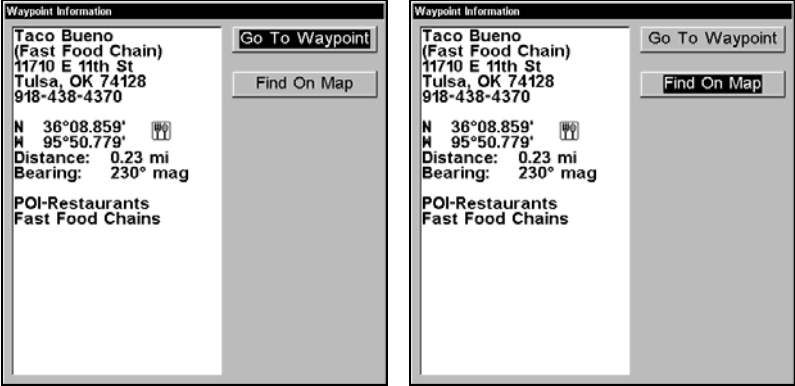 Waypoint Information
Taco Bueno
(Fast Food Chain)
11710 E 11th St
Tulsa, OK 74128
918-438-4370
N 36°08.859'
W 95°50.779'
Distance: 0.23 mi
Bearing: 230° mag
POI-Restaurants
Fast Food Chains
Go To Waypoint
Find On Map
Waypoint Information
Taco Bueno
(Fast Food Chain)
11710 E 11th St
Tulsa, OK 74128
918-438-4370
N 36°08.859'
W 95°50.779'
Distance: 0.23 mi
Bearing: 230° mag
POI-Restaurants
Fast Food Chains
Go To Waypoint
Find On Map